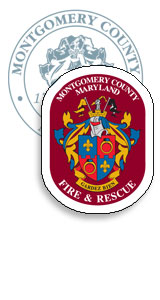 MONTGOMERY COUNTY
MONTGOMERY COUNTY
MARYLAND
GARDEZ BIEN
FIRE & RESCUE